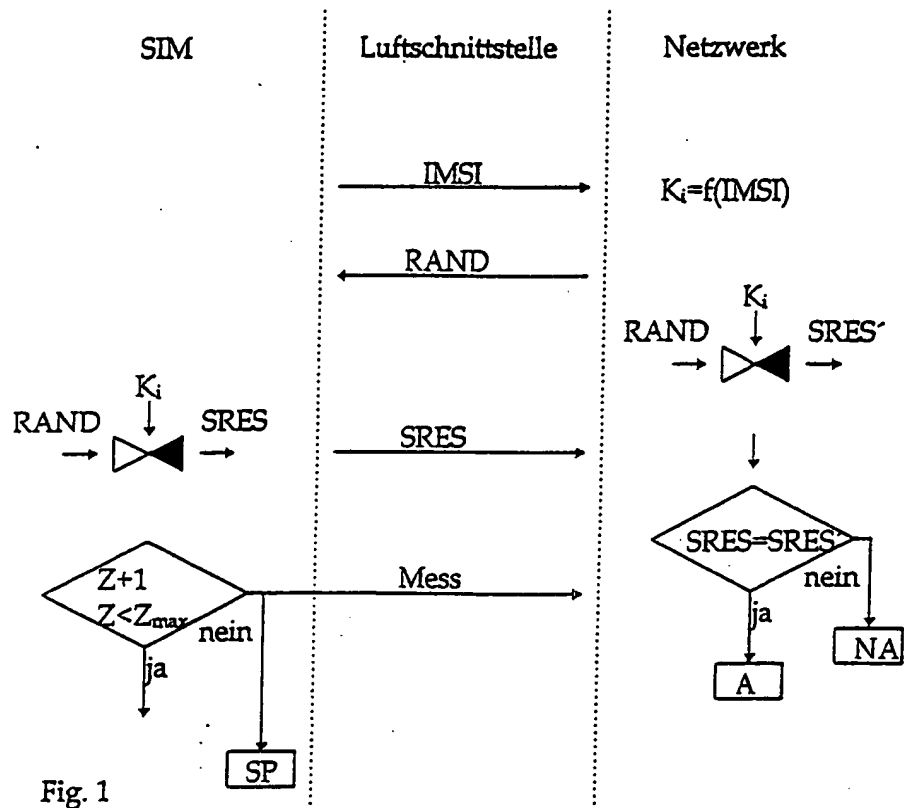 SIM Luftschnittstelle Netzwerk
IMSI
Ki=f(IMSI)
RAND
Ki
RAND SRES´
Ki
RAND SRES
SRES
SRES=SRES´
nein
ja
Z+1
Z<Zmax
nein
Mess
ja
NA
A
SP
Fig. 1